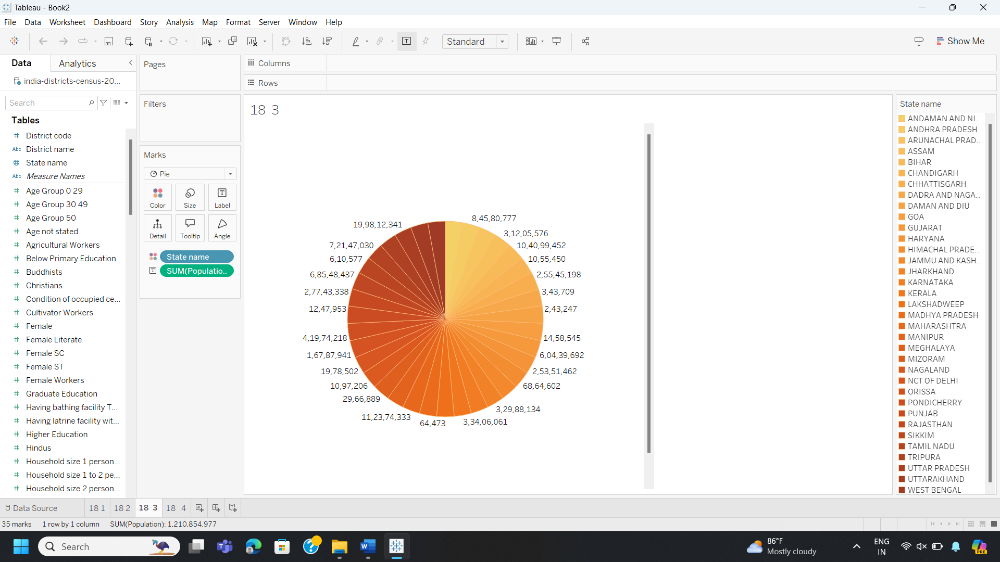 Tableau - Book2
File Data Worksheet Dashboard Story Analysis Map Format Server Window Help
Standard
Show Me
Data
Analytics
india-districts-census-20...
Search
Tables
District code
Abc District name
State name
Abc Measure Names
Age Group 0 29
Age Group 30 49
Age Group 50
Age not stated
Agricultural Workers
Below Primary Education
Buddhists
Christians
Condition of occupied ce...
Cultivator Workers
Female
Female Literate
Female SC
Female ST
Female Workers
Graduate Education
Having bathing facility T...
Having latrine facility wit...
Higher Education
Hindus
Household size 1 person...
Household size 1 to 2 pe...
Household size 2 person...
Pages
Filters
Marks
Pie
Color
Size
Label
Detail
Tooltip
Angle
State name
SUM(Populatio..
Columns
Rows
18 3
8,45,80,777
3,12,05,576
10,40,99,452
10,55,450
2,55,45,198
3,43,709
2,43,247
14,58,545
6,04,39,692
2,53,51,462
68,64,602
3,29,88,134
3,34,06,061
64,473
11,23,74,333
29,66,889
10,97,206
19,78,502
1,67,87,941
4,19,74,218
12,47,953
2,77,43,338
6,85,48,437
6,10,577
7,21,47,030
19,98,12,341
State name
ANDAMAN AND NI..
ANDHRA PRADESH
ARUNACHAL PRAD..
ASSAM
BIHAR
CHANDIGARH
CHHATTISGARH
DADRA AND NAGA..
DAMAN AND DIU
GOA
GUJARAT
HARYANA
HIMACHAL PRADE..
JAMMU AND KASH..
JHARKHAND
KARNATAKA
KERALA
LAKSHADWEEP
MADHYA PRADESH
MAHARASHTRA
MANIPUR
MEGHALAYA
MIZORAM
NAGALAND
NCT OF DELHI
ORISSA
PONDICHERRY
PUNJAB
RAJASTHAN
SIKKIM
TAMIL NADU
TRIPURA
UTTAR PRADESH
UTTARAKHAND
WEST BENGAL
Data Source
18 1
18 2
18 3
18 4
35 marks
1 row by 1 column
SUM(Population): 1,210,854,977
Search
86°F
Mostly cloudy
ENG
IN
PRE